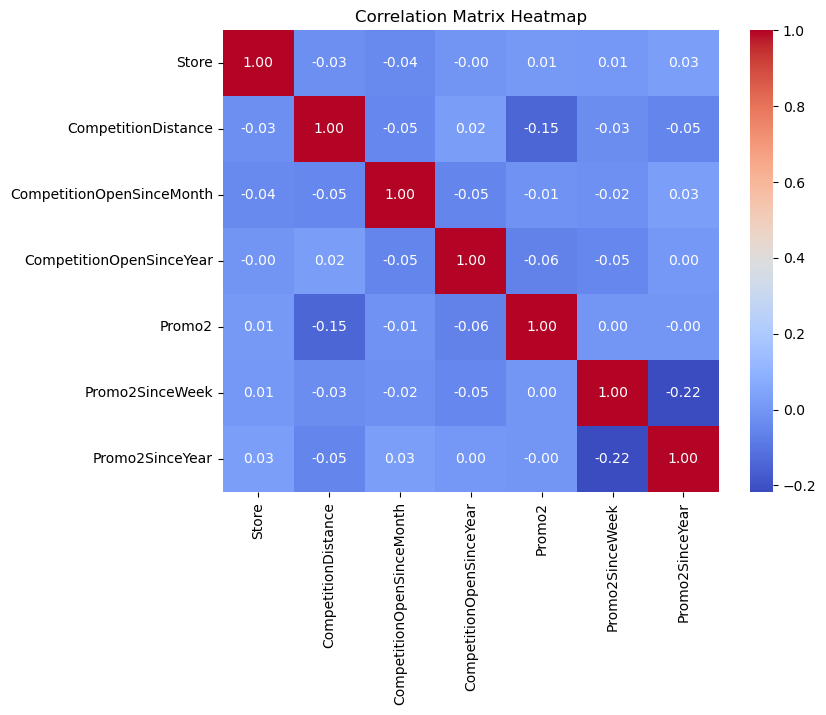 Correlation Matrix Heatmap
Store 1.00 -0.03 -0.04 -0.00 0.01 0.01 0.03
CompetitionDistance -0.03 1.00 -0.05 0.02 -0.15 -0.03 -0.05
CompetitionOpenSinceMonth -0.04 -0.05 1.00 -0.05 -0.01 -0.02 0.03
CompetitionOpenSinceYear -0.00 0.02 -0.05 1.00 -0.06 -0.05 0.00
Promo2 0.01 -0.15 -0.01 -0.06 1.00 0.00 -0.00
Promo2SinceWeek 0.01 -0.03 -0.02 -0.05 0.00 1.00 -0.22
Promo2SinceYear 0.03 -0.05 0.03 0.00 -0.00 -0.22 1.00
Store
CompetitionDistance
CompetitionOpenSinceMonth
CompetitionOpenSinceYear
Promo2
Promo2SinceWeek
Promo2SinceYear
1.0
0.8
0.6
0.4
0.2
0.0
−0.2